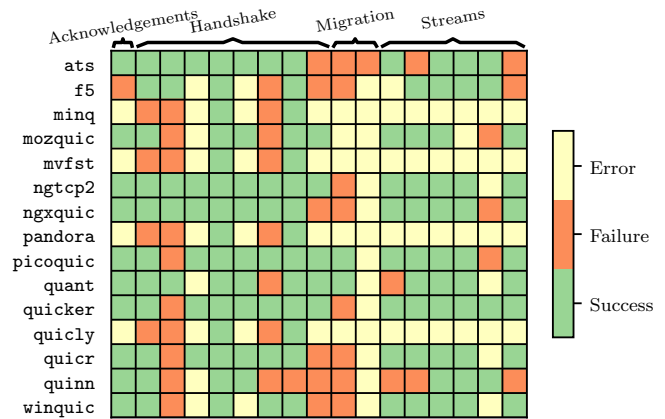 Acknowledgements Handshake Migration Streams
ats
f5
minq
mozquic
mvfst
ngtcp2
ngxquic
pandora
picoquic
quant
quicker
quicly
quicr
quinn
winquic
Error
Failure
Success